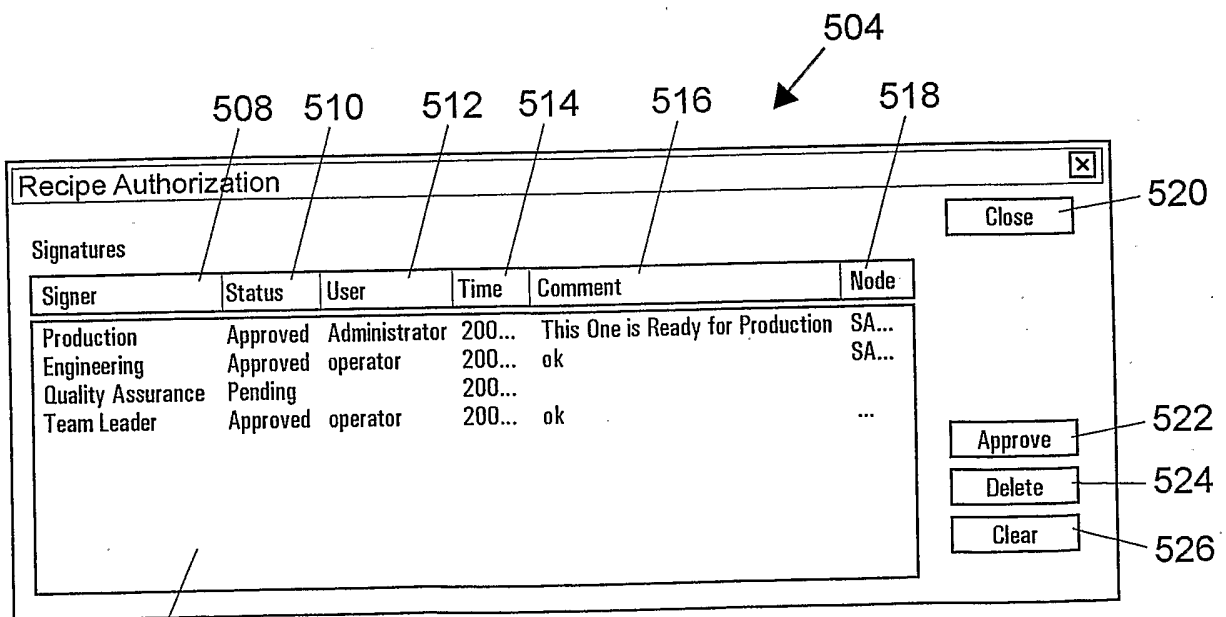 504
508 510 512 514 516 518
Recipe Authorization
Close 520
Signatures
Signer Status User Time Comment Node
Production Approved Administrator 200... This One is Ready for Production SA...
Engineering Approved operator 200... ok SA...
Quality Assurance Pending 200...
Team Leader Approved operator 200... ok ...
Approve 522
Delete 524
Clear 526